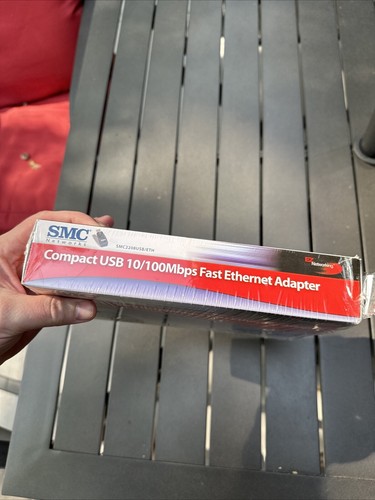 SMC
Networks
SMC2208USB/ETH
Compact USB 10/100Mbps Fast Ethernet Adapter